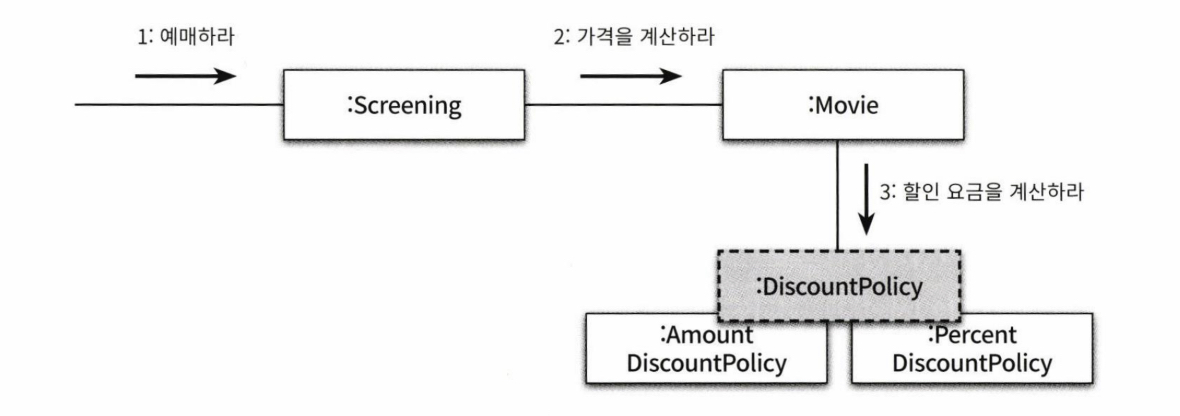 1: 예매하라
2: 가격을 계산하라
:Screening
:Movie
3: 할인 요금을 계산하라
:DiscountPolicy
:Amount
DiscountPolicy
:Percent
DiscountPolicy